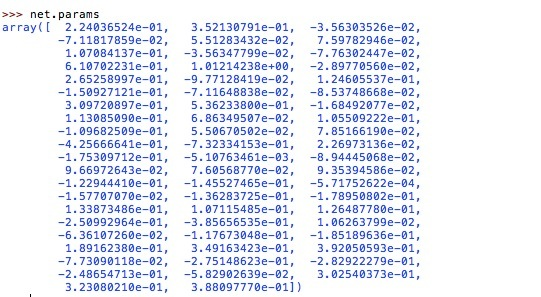 >>> net.params
array([  2.24036524e-01,   3.52130791e-01,  -3.56303526e-02,
        -7.11817859e-02,   5.51283432e-02,   7.59782946e-02,
         1.07084137e-01,  -3.56347799e-02,  -7.76302447e-02,
         6.10702231e-01,   1.01214238e+00,  -2.89770560e-02,
         2.65258997e-01,  -9.77128419e-02,   1.24605537e-01,
        -1.50927121e-01,  -7.11648838e-02,  -8.53748668e-02,
         3.09720897e-01,   5.36233800e-01,  -1.68492077e-02,
         1.13085090e-01,   6.86349507e-02,   1.05509222e-01,
        -1.09682509e-01,   5.50670502e-02,   7.85166190e-02,
        -4.25666641e-01,  -7.32334153e-01,   2.26973136e-02,
        -1.75309712e-01,  -5.10763461e-03,  -8.94445068e-02,
         9.66972643e-02,   7.60568770e-02,   9.35394586e-02,
        -1.22944410e-01,  -1.45527465e-01,  -5.71752622e-04,
        -1.57707070e-02,  -1.36283725e-01,  -1.78950802e-01,
         1.33873486e-01,   1.07115485e-01,   1.26487780e-01,
        -2.50992964e-01,  -3.85656535e-01,   1.06263799e-02,
        -6.36107260e-02,  -1.17673048e-01,  -1.85189636e-01,
         1.89162380e-01,   3.49163423e-01,   3.92050593e-01,
        -7.73090118e-02,  -2.75148623e-01,  -2.82922279e-01,
        -2.48654713e-01,  -5.82902639e-02,   3.02540373e-01,
         3.23080210e-01,   3.88097770e-01])